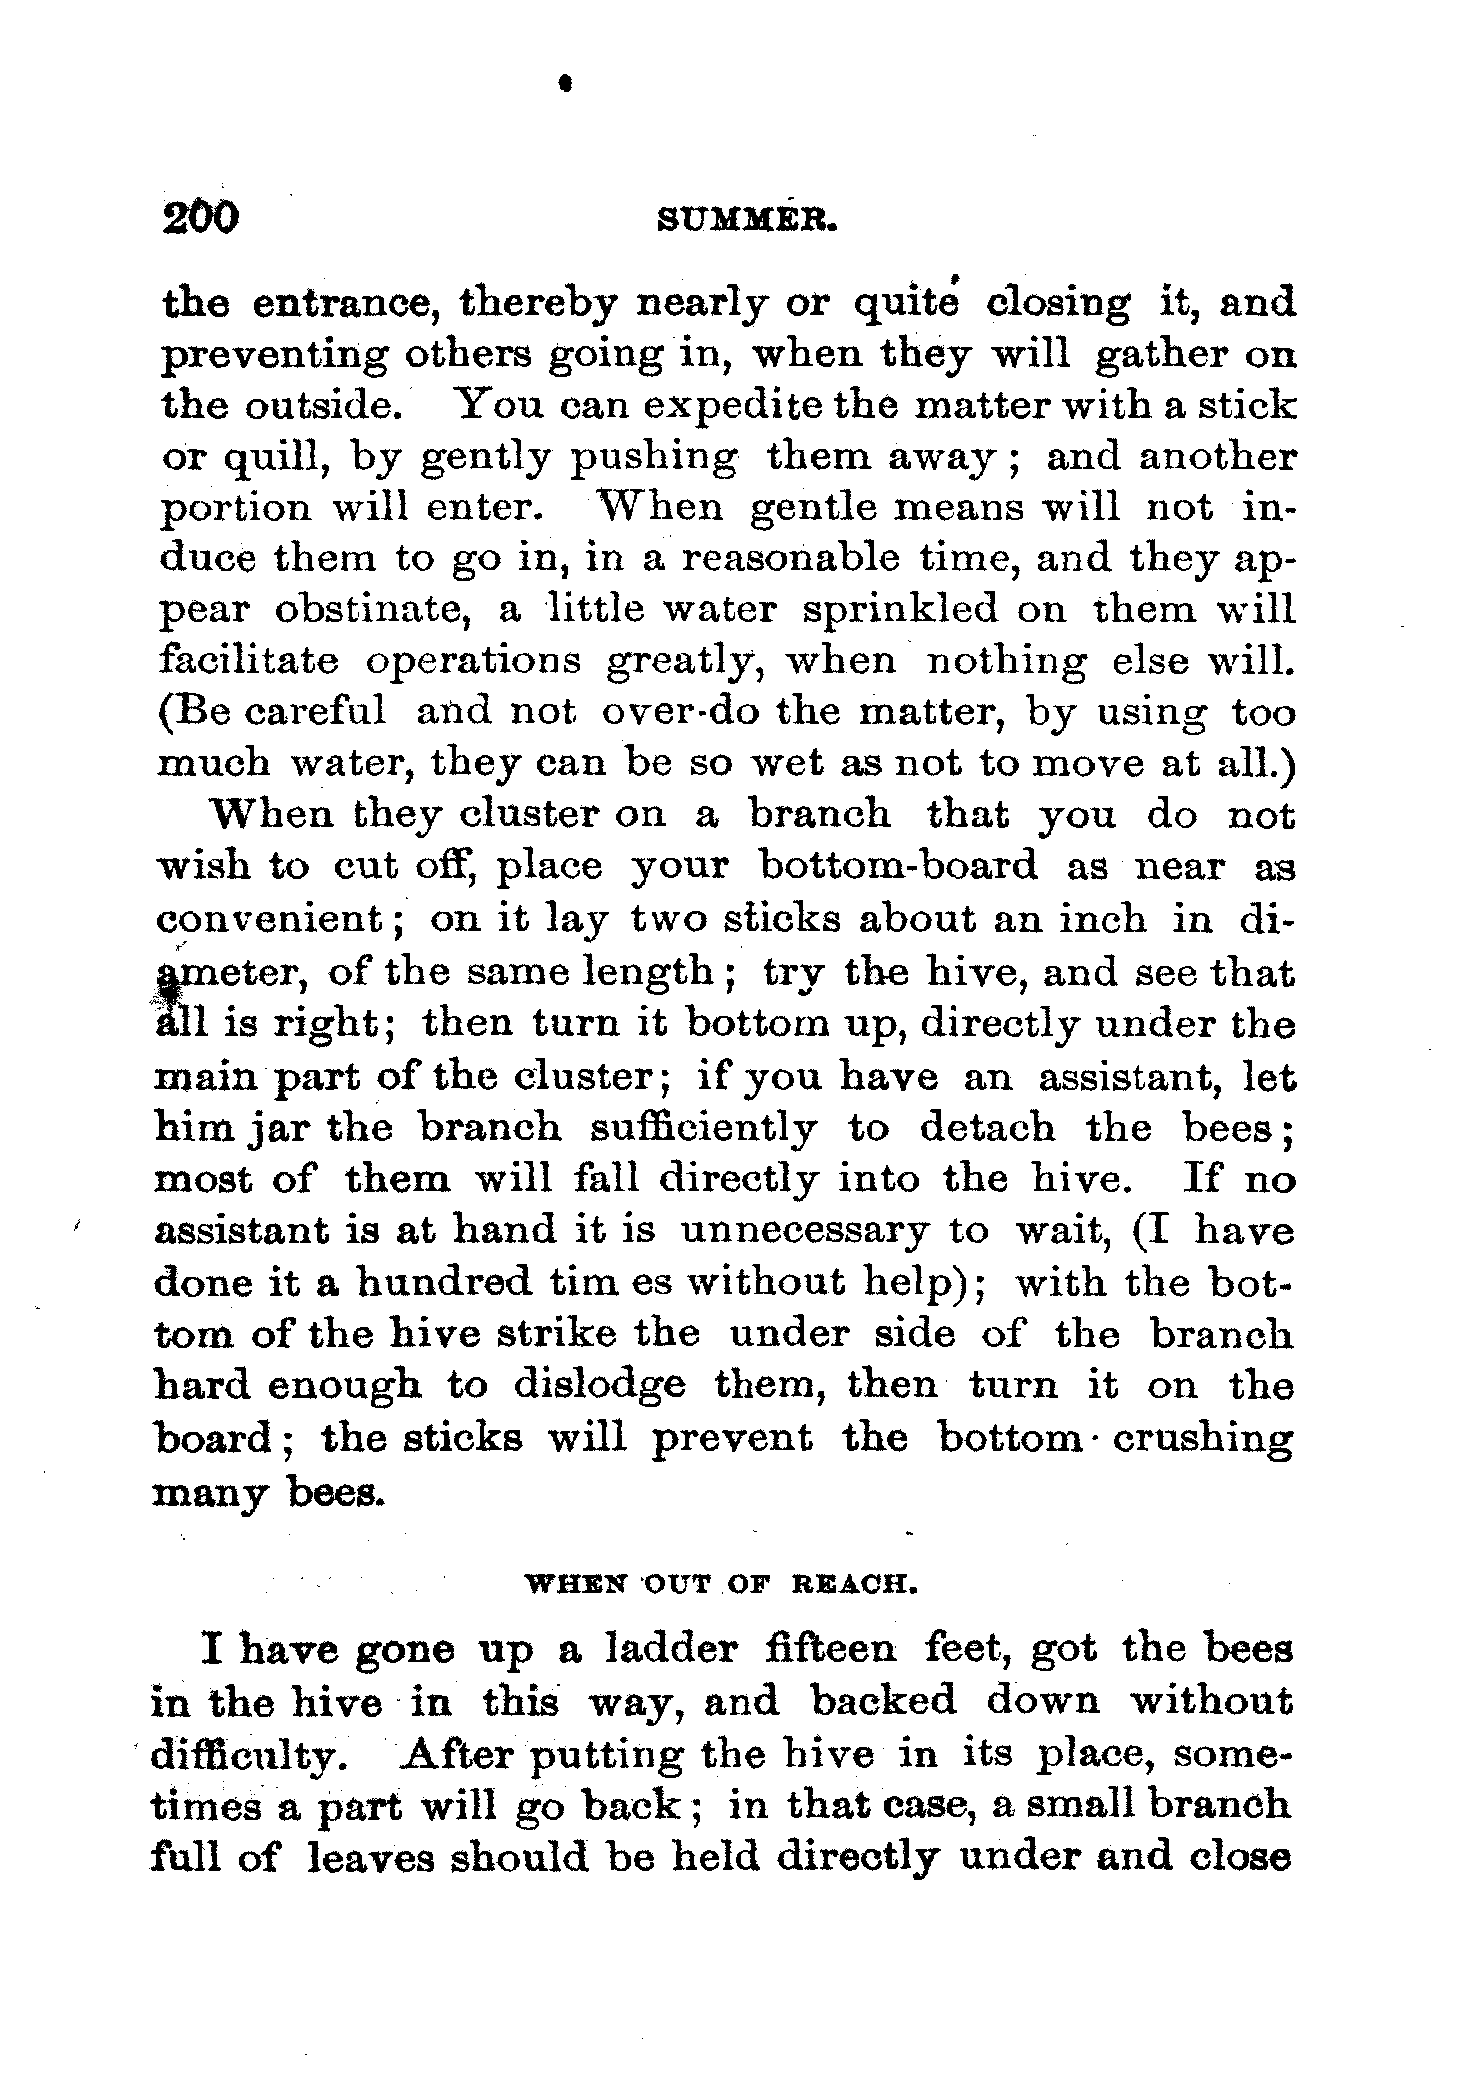 200 SUMMER.
the entrance, thereby nearly or quite closing it, and
preventing others going in, when they will gather on
the outside. You can expedite the matter with a stick
or quill, by gently pushing them away; and another
portion will enter. When gentle means will not in-
duce them to go in, in a reasonable time, and they ap-
pear obstinate, a little water sprinkled on them will
facilitate operations greatly, when nothing else will.
(Be careful and not over-do the matter, by using too
much water, they can be so wet as not to move at all.)
When they cluster on a branch that you do not
wish to cut off, place your bottom-board as near as
convenient; on it lay two sticks about an inch in di-
ameter, of the same length; try the hive, and see that
all is right; then turn it bottom up, directly under the
main part of the cluster; if you have an assistant, let
him jar the branch sufficiently to detach the bees;
most of them will fall directly into the hive. If no
assistant is at hand it is unnecessary to wait, (I have
done it a hundred tim es without help); with the bot-
tom of the hive strike the under side of the branch
hard enough to dislodge them, then turn it on the
board; the sticks will prevent the bottom crushing
many bees.
WHEN OUT OF REACH.
I have gone up a ladder fifteen feet, got the bees
in the hive in this way, and backed down without
difficulty. After putting the hive in its place, some-
times a part will go back; in that case, a small branch
full of leaves should be held directly under and close